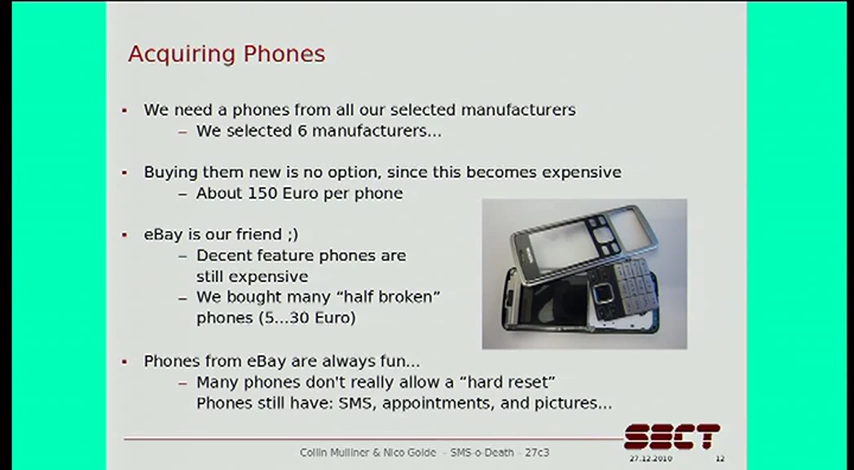 Acquiring Phones
▪ We need a phones from all our selected manufacturers
– We selected 6 manufacturers...
▪ Buying them new is no option, since this becomes expensive
– About 150 Euro per phone
▪ eBay is our friend ;)
– Decent feature phones are
still expensive
– We bought many “half broken”
phones (5...30 Euro)
▪ Phones from eBay are always fun...
– Many phones don't really allow a “hard reset”
Phones still have: SMS, appointments, and pictures...
SECT
Collin Mulliner & Nico Golde - SMS-o-Death - 27c3
27.12.2010
12